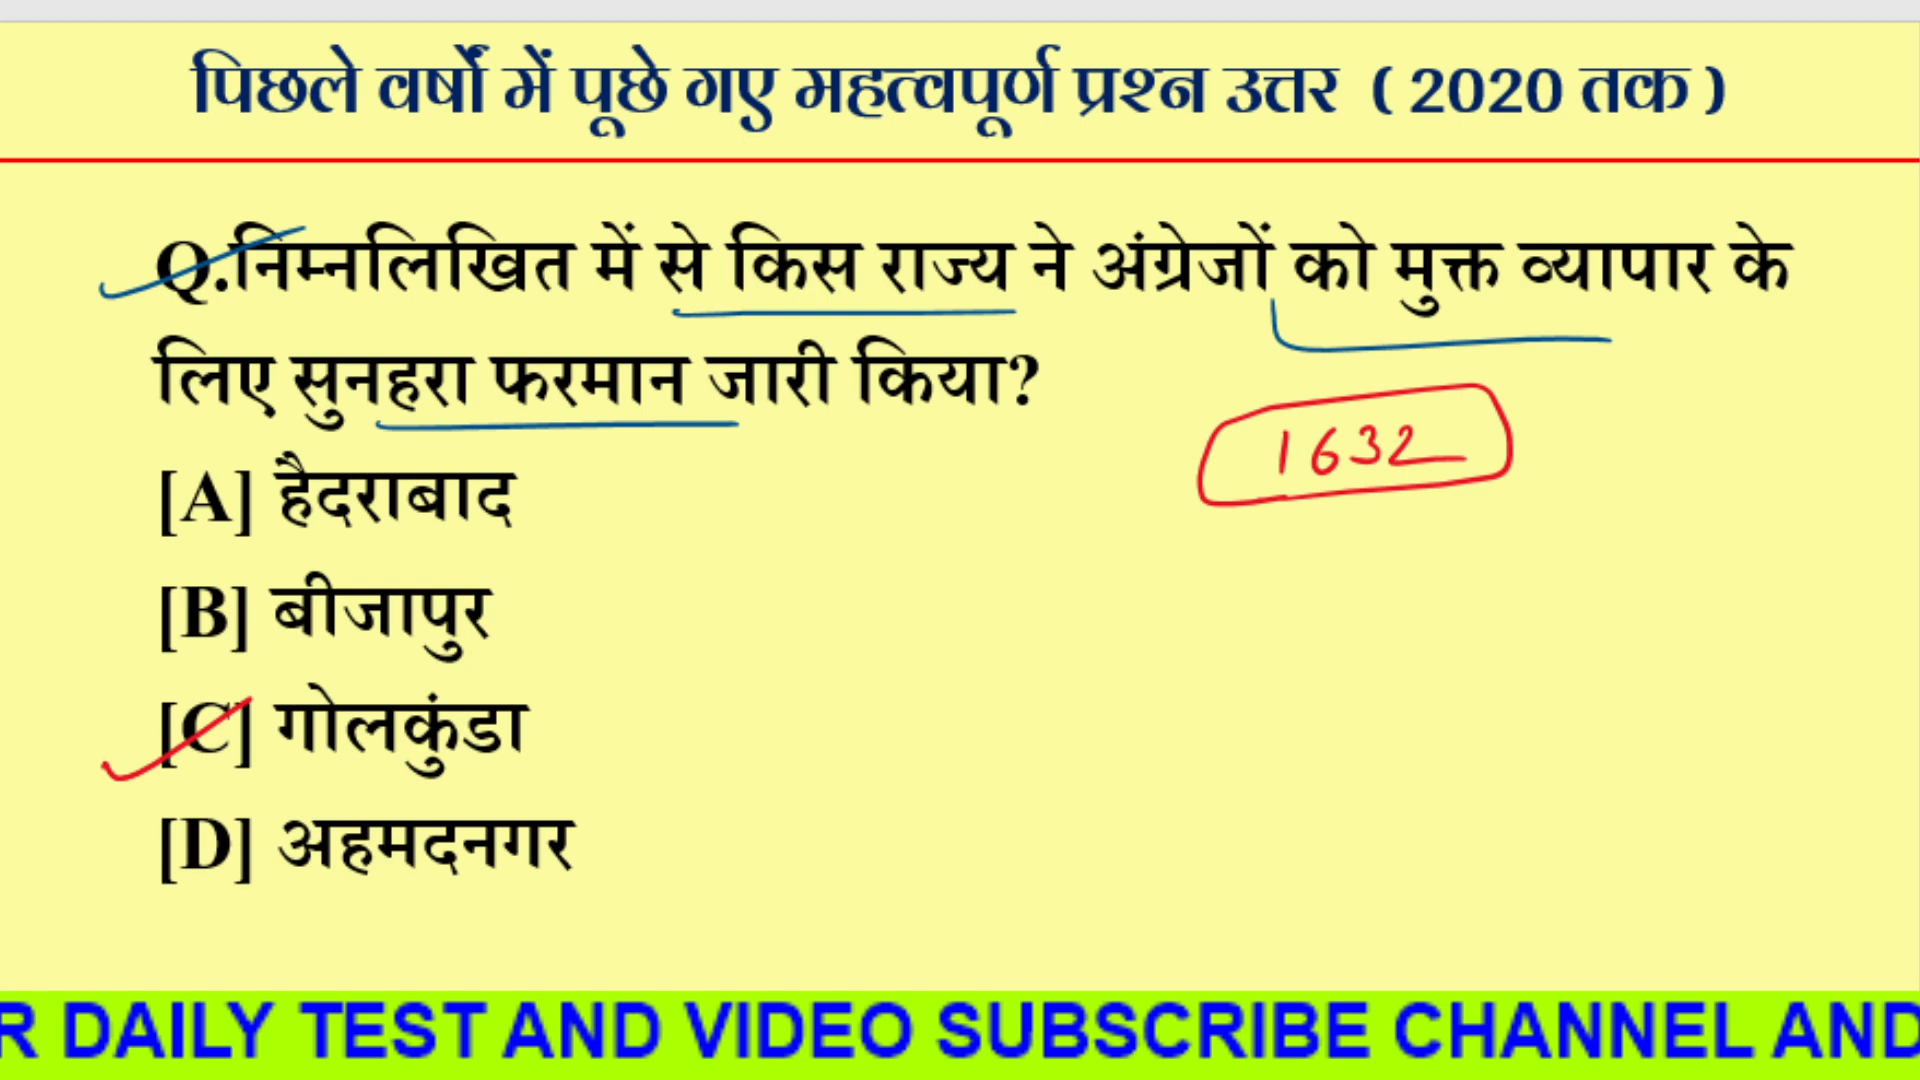 पिछले वर्षों में पूछे गए महत्वपूर्ण प्रश्न उत्तर ( 2020 तक )
Q.निम्नलिखित में से किस राज्य ने अंग्रेजों को मुक्त व्यापार के
लिए सुनहरा फरमान जारी किया?
1632
[A] हैदराबाद
[B] बीजापुर
[C] गोलकुंडा
[D] अहमदनगर
R DAILY TEST AND VIDEO SUBSCRIBE CHANNEL AND